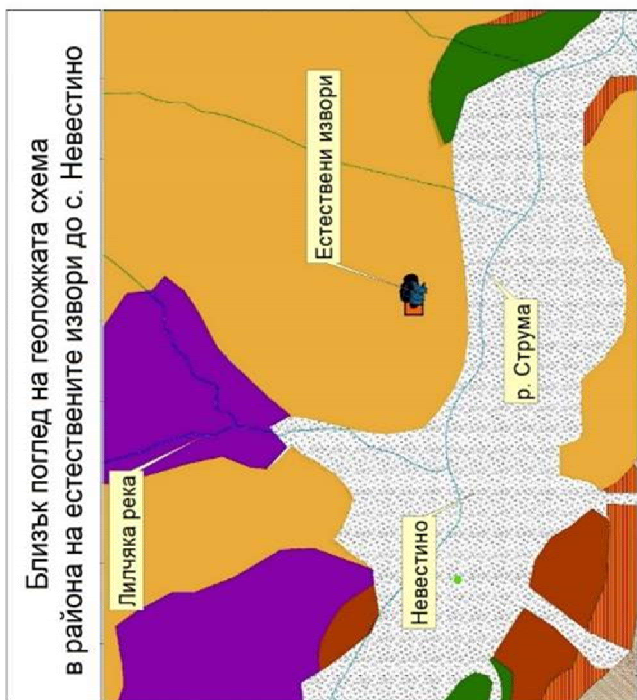 Близък поглед на геоложката схема
в района на естествените извори до с. Невестино
Лилчяка река
Естествени извори
Невестино
р. Струма